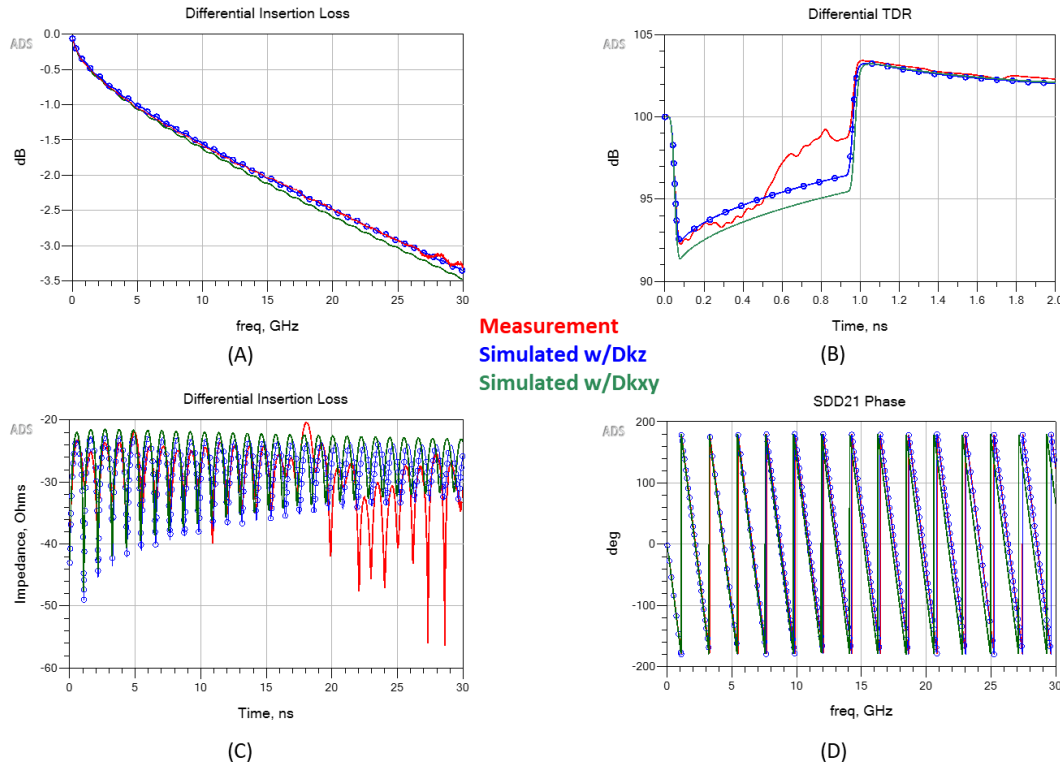 Differential Insertion Loss
ADS
0.0
-0.5
-1.0
-1.5
-2.0
-2.5
-3.0
-3.5
dB
0 5 10 15 20 25 30
freq, GHz
(A)
Differential TDR
ADS
105
100
95
90
dB
0.0 0.2 0.4 0.6 0.8 1.0 1.2 1.4 1.6 1.8 2.0
Time, ns
(B)
Measurement
Simulated w/Dkz
Simulated w/Dkxy
Differential Insertion Loss
ADS
-20
-30
-40
-50
-60
Impedance, Ohms
0 5 10 15 20 25 30
Time, ns
(C)
SDD21 Phase
ADS
200
100
0
-100
-200
deg
0 5 10 15 20 25 30
freq, GHz
(D)